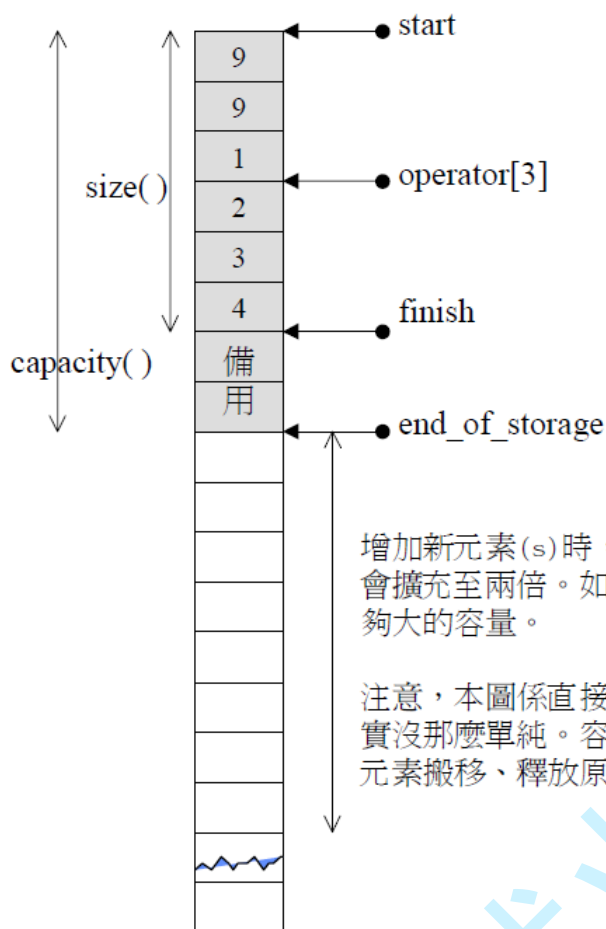 start
9
9
1
operator[3]
size( )
2
3
4
finish
capacity( )
備
用
end_of_storage
增加新元素(s)時
會擴充至兩倍。如
夠大的容量。
注意，本圖係直接
實沒那麼單純。容
元素搬移、釋放原